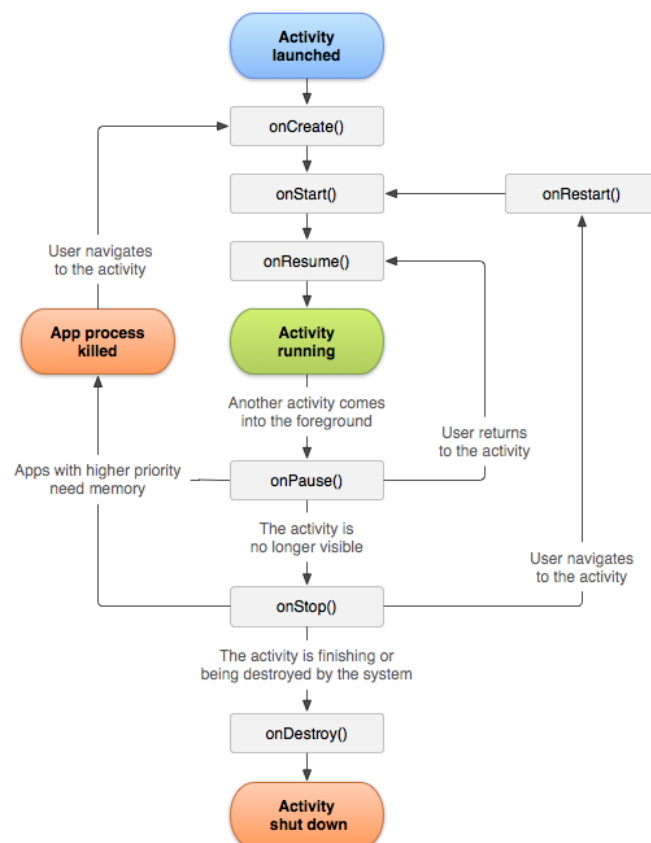 Activity
launched
onCreate()
onStart()
onRestart()
User navigates
to the activity
onResume()
App process
killed
Activity
running
Another activity comes
into the foreground
User returns
to the activity
Apps with higher priority
need memory
onPause()
The activity is
no longer visible
User navigates
to the activity
onStop()
The activity is finishing or
being destroyed by the system
onDestroy()
Activity
shut down